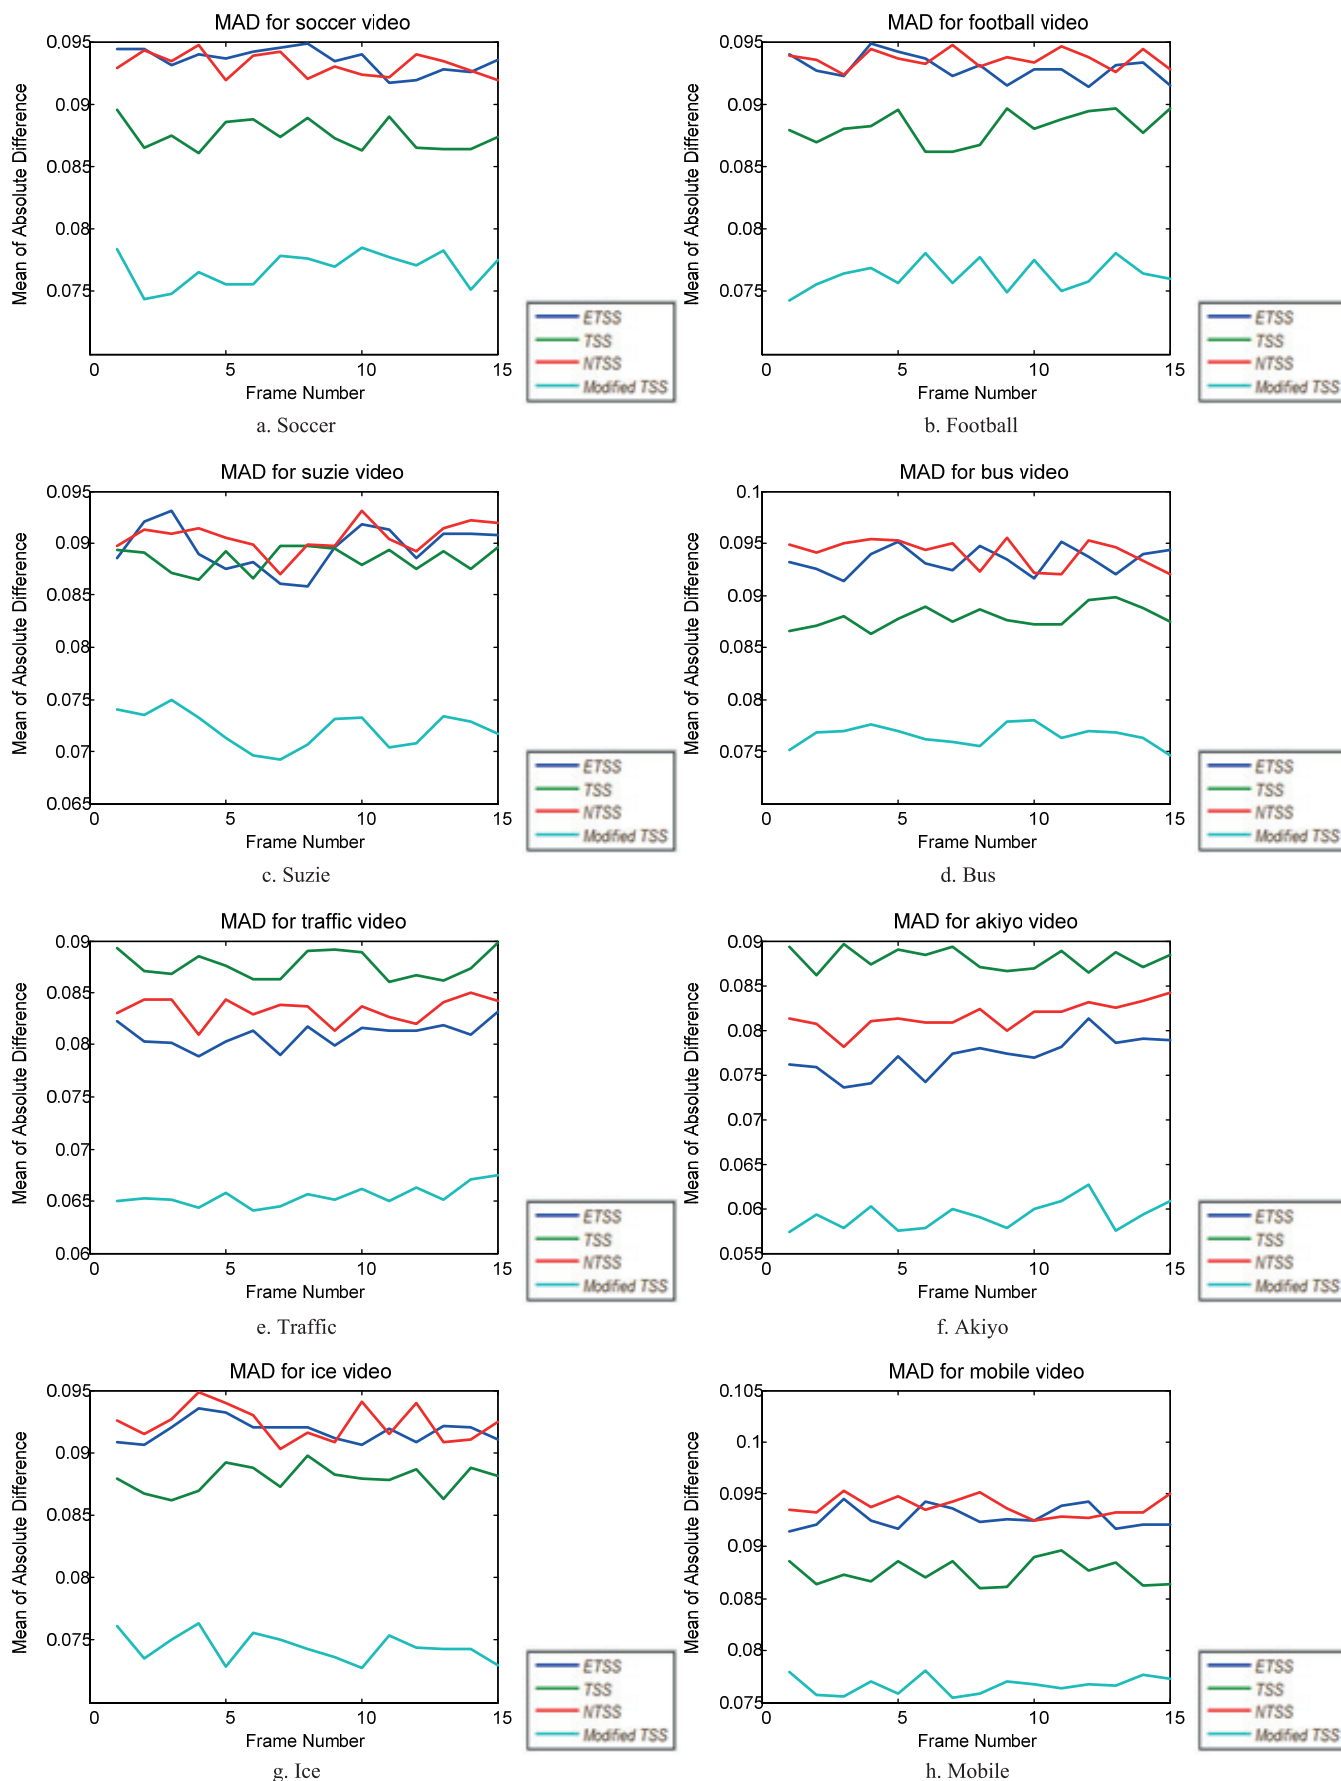 MAD for soccer video
Mean of Absolute Difference
0.095
0.09
0.085
0.08
0.075
0 5 10 15
Frame Number
ETSS
TSS
NTSS
Modified TSS
a. Soccer
MAD for football video
Mean of Absolute Difference
0.095
0.09
0.085
0.08
0.075
0 5 10 15
Frame Number
ETSS
TSS
NTSS
Modified TSS
b. Football
MAD for suzie video
Mean of Absolute Difference
0.095
0.09
0.085
0.08
0.075
0.07
0.065
0 5 10 15
Frame Number
ETSS
TSS
NTSS
Modified TSS
c. Suzie
MAD for bus video
Mean of Absolute Difference
0.1
0.095
0.09
0.085
0.08
0.075
0 5 10 15
Frame Number
ETSS
TSS
NTSS
Modified TSS
d. Bus
MAD for traffic video
Mean of Absolute Difference
0.09
0.085
0.08
0.075
0.07
0.065
0.06
0 5 10 15
Frame Number
ETSS
TSS
NTSS
Modified TSS
e. Traffic
MAD for akiyo video
Mean of Absolute Difference
0.09
0.085
0.08
0.075
0.07
0.065
0.06
0.055
0 5 10 15
Frame Number
ETSS
TSS
NTSS
Modified TSS
f. Akiyo
MAD for ice video
Mean of Absolute Difference
0.095
0.09
0.085
0.08
0.075
0 5 10 15
Frame Number
ETSS
TSS
NTSS
Modified TSS
g. Ice
MAD for mobile video
Mean of Absolute Difference
0.105
0.1
0.095
0.09
0.085
0.08
0.075
0 5 10 15
Frame Number
ETSS
TSS
NTSS
Modified TSS
h. Mobile